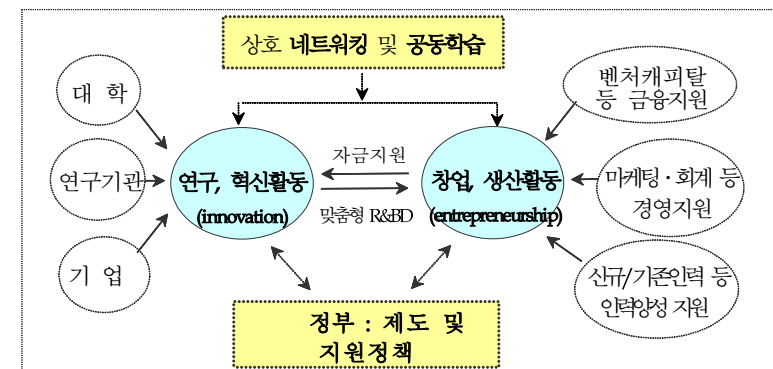 상호 네트워킹 및 공동학습
대 학
연구기관
기 업
연구, 혁신활동
(innovation)
자금지원
맞춤형 R&BD
창업, 생산활동
(entrepreneurship)
벤처캐피탈
등 금융지원
마케팅·회계 등
경영지원
신규/기존인력 등
인력양성 지원
정부 : 제도 및
지원정책